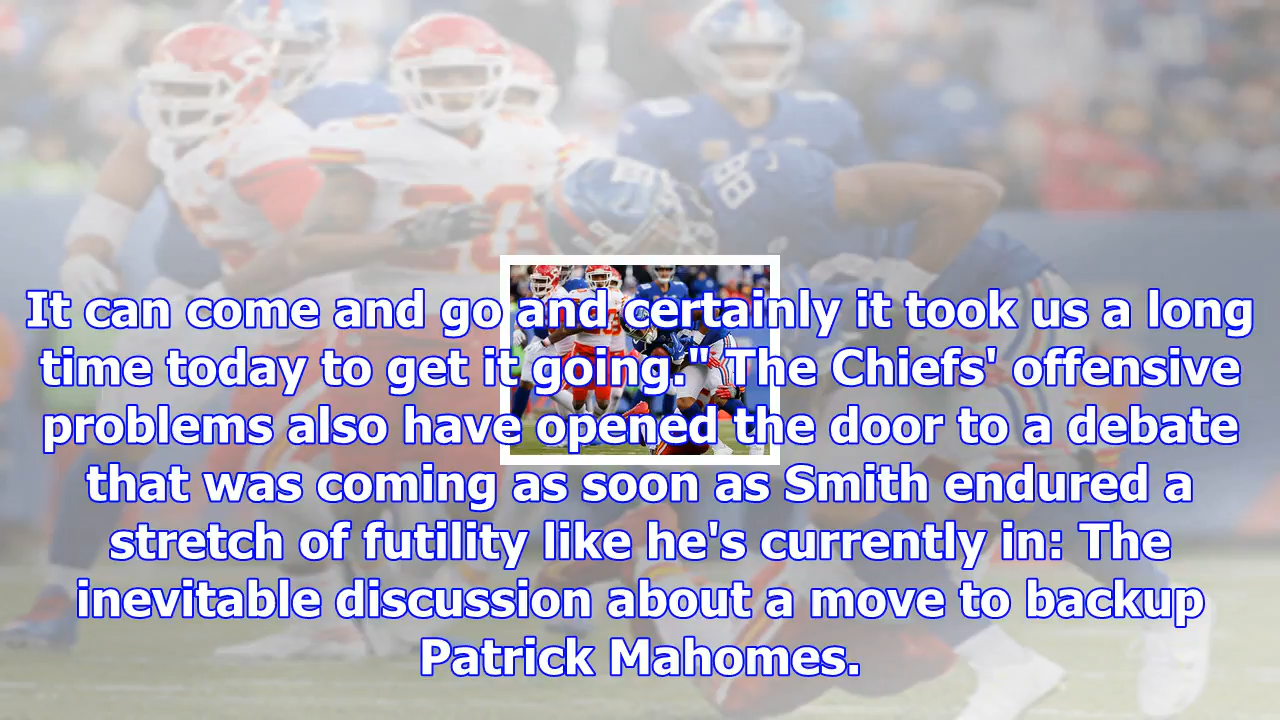 It can come and go and certainly it took us a long
time today to get it going." The Chiefs' offensive
problems also have opened the door to a debate
that was coming as soon as Smith endured a
stretch of futility like he's currently in: The
inevitable discussion about a move to backup
Patrick Mahomes.
88